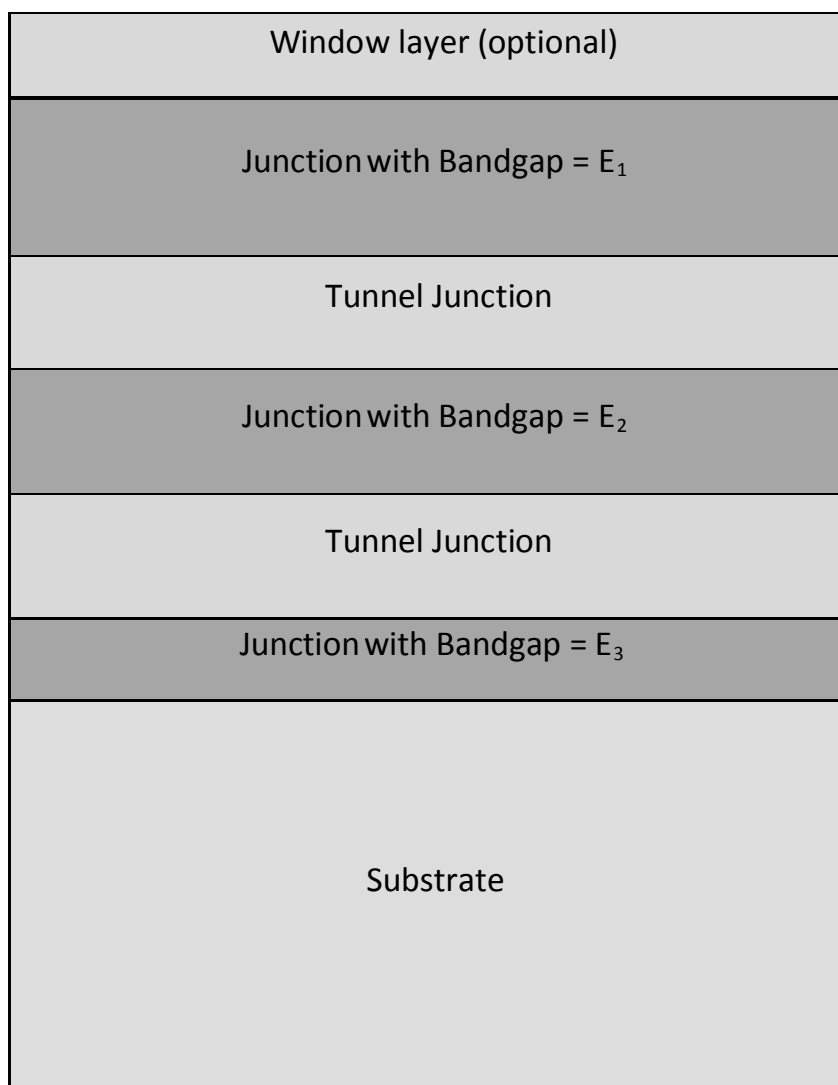 Window layer (optional)
Junction with Bandgap = E₁
Tunnel Junction
Junction with Bandgap = E₂
Tunnel Junction
Junction with Bandgap = E₃
Substrate